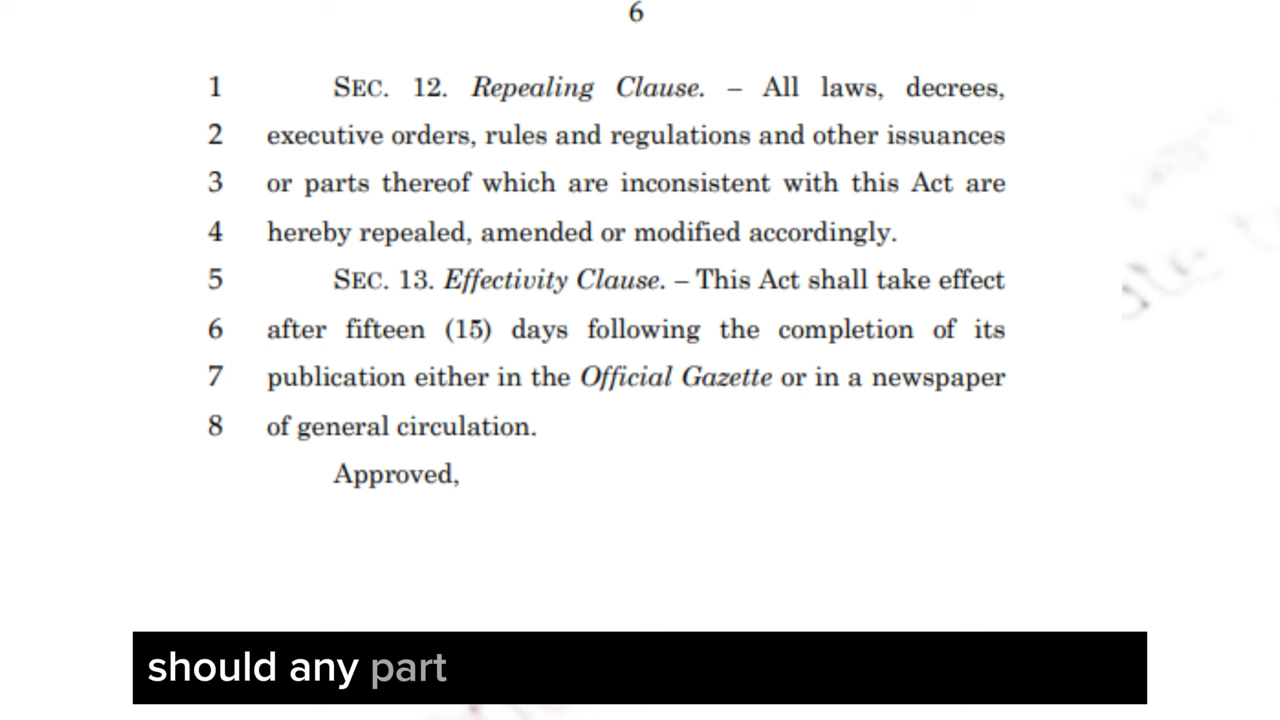 6
1 SEC. 12. Repealing Clause. – All laws, decrees,
2 executive orders, rules and regulations and other issuances
3 or parts thereof which are inconsistent with this Act are
4 hereby repealed, amended or modified accordingly.
5 SEC. 13. Effectivity Clause. – This Act shall take effect
6 after fifteen (15) days following the completion of its
7 publication either in the Official Gazette or in a newspaper
8 of general circulation.
Approved,
should any part